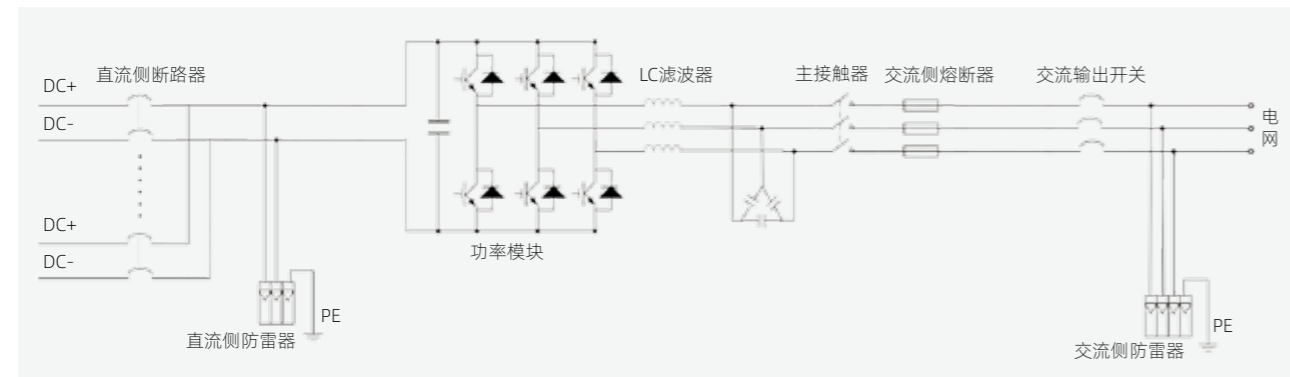 直流侧断路器
LC滤波器
主接触器
交流侧熔断器
交流输出开关
DC+
DC-
电
网
DC+
DC-
功率模块
PE
直流侧防雷器
PE
交流侧防雷器